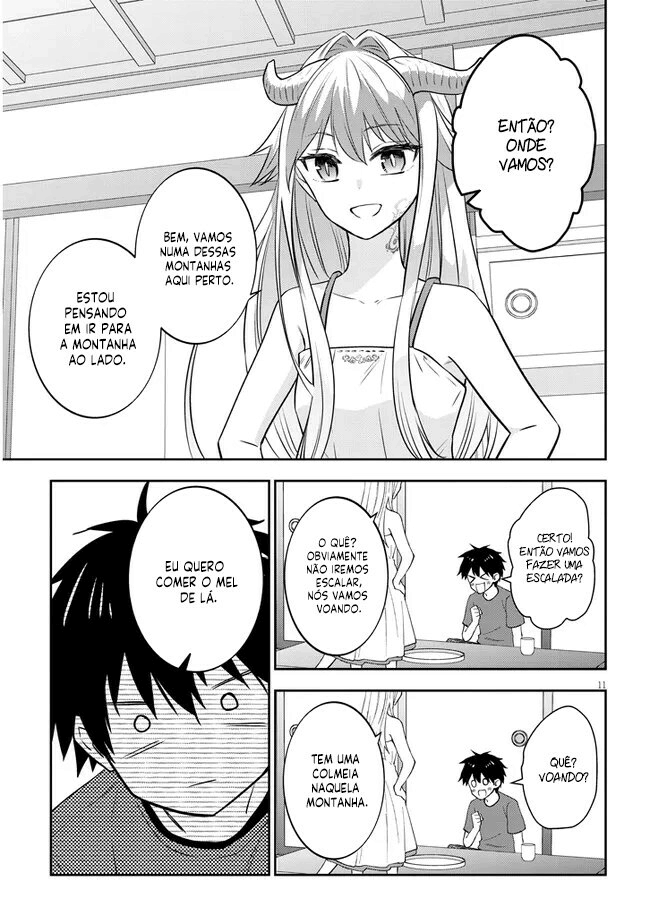 ENTÃO?
ONDE
VAMOS?
BEM, VAMOS
NUMA DESSAS
MONTANHAS
AQUI PERTO.
ESTOU
PENSANDO
EM IR PARA
A MONTANHA
AO LADO.
CERTO!
ENTÃO VAMOS
FAZER UMA
ESCALADA?
O QUÊ?
OBVIAMENTE
NÃO IREMOS
ESCALAR,
NÓS VAMOS
VOANDO.
11
QUÊ?
VOANDO?
TEM UMA
COLMEIA
NAQUELA
MONTANHA.
EU QUERO
COMER O MEL
DE LÁ.